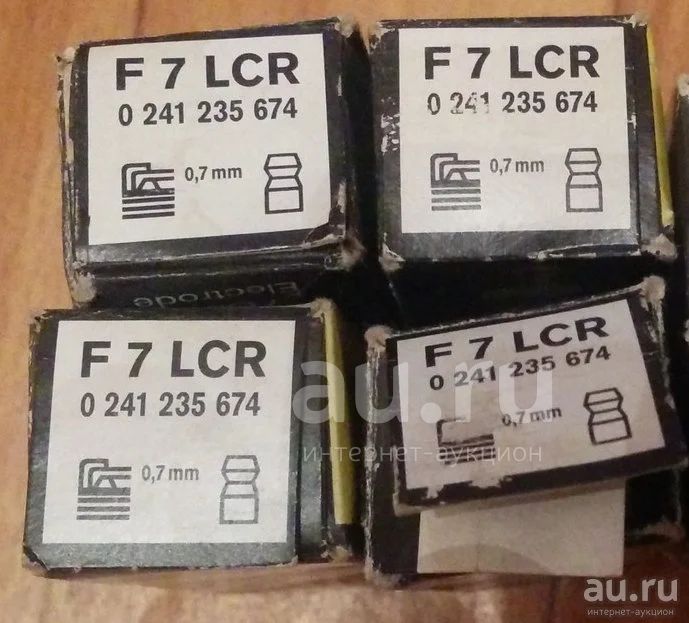 F 7 LCR
0 241 235 674
0,7 mm
Electrode
F 7 LCR
0 241 235 674
0,7 mm
F 7 LCR
0 241 235 674
0,7 mm
F 7 LCR
0 241 235 674
0,7 mm
au.ru
интернет-аукцион
au.ru
интернет-аукцион